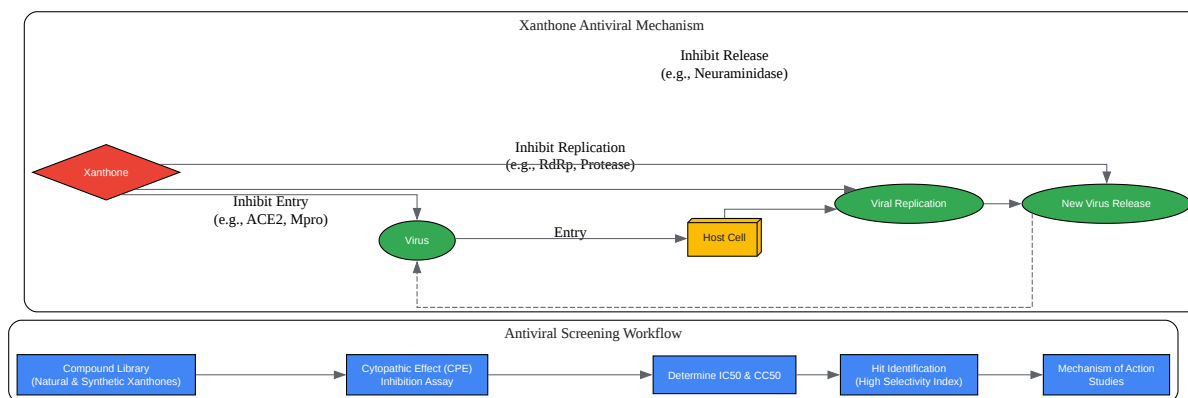 Xanthone Antiviral Mechanism
Inhibit Release
(e.g., Neuraminidase)
Inhibit Replication
(e.g., RdRp, Protease)
Xanthone
Inhibit Entry
(e.g., ACE2, Mpro)
Virus
Entry
Host Cell
Viral Replication
New Virus Release
Antiviral Screening Workflow
Compound Library
(Natural & Synthetic Xanthones)
Cytopathic Effect (CPE)
Inhibition Assay
Determine IC50 & CC50
Hit Identification
(High Selectivity Index)
Mechanism of Action
Studies